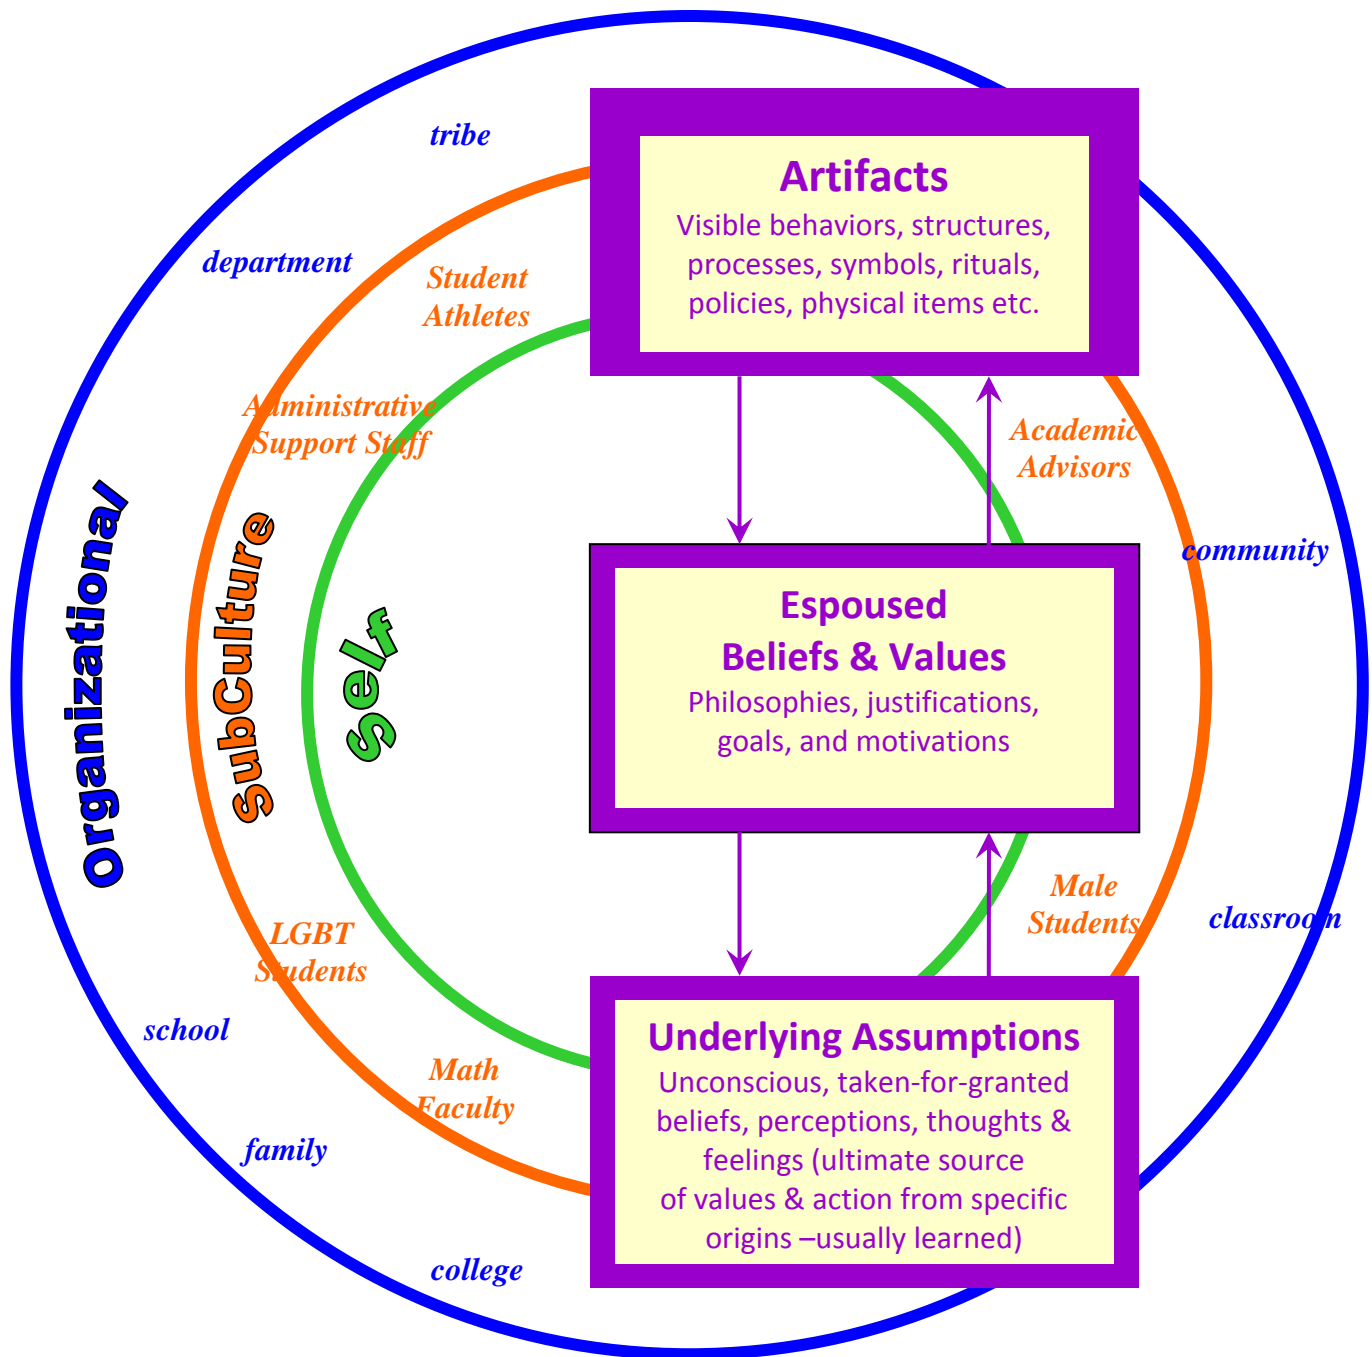 tribe
department
Student
Athletes
Administrative
Support Staff
Organizational
SubCulture
Self
LGBT
Students
school
Math
Faculty
family
college
Artifacts
Visible behaviors, structures,
processes, symbols, rituals,
policies, physical items etc.
Academic
Advisors
community
Espoused
Beliefs & Values
Philosophies, justifications,
goals, and motivations
Male
Students
classroom
Underlying Assumptions
Unconscious, taken-for-granted
beliefs, perceptions, thoughts &
feelings (ultimate source
of values & action from specific
origins –usually learned)